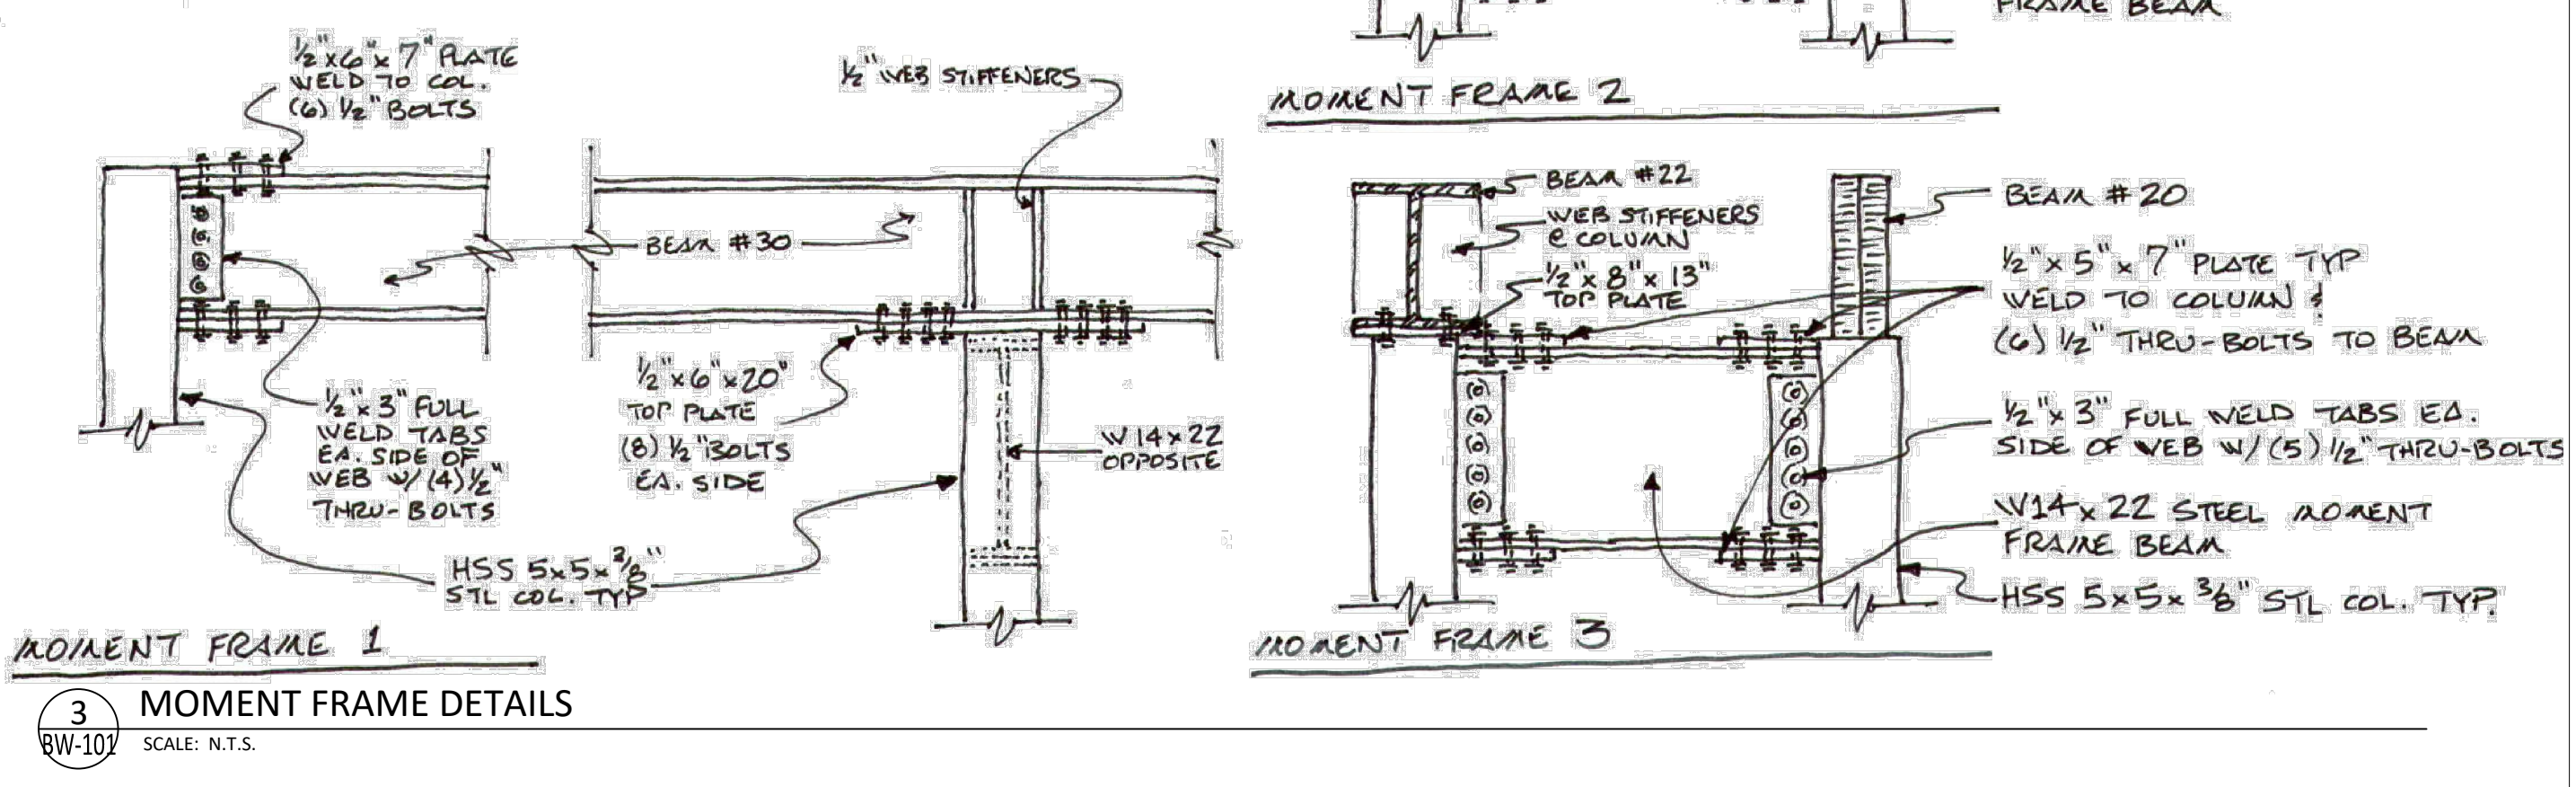 1/2"x6"x7" PLATE
WELD TO COL.
(6) 1/2" BOLTS
1/2" WEB STIFFENERS
BEAM #30
1/2"x3" FULL
WELD TABS
EA. SIDE OF
WEB W/(4) 1/2"
THRU-BOLTS
1/2"x6"x20"
TOP PLATE
(8) 1/2" BOLTS
EA. SIDE
W14x22
OPPOSITE
HSS 5x5x3/8"
STL COL. TYP
MOMENT FRAME 1
FRAME BEAM
MOMENT FRAME 2
BEAM #22
WEB STIFFENERS
@ COLUMN
1/2"x8"x13"
TOP PLATE
BEAM #20
1/2"x5"x7" PLATE TYP
WELD TO COLUMN &
(6) 1/2" THRU-BOLTS TO BEAM
1/2"x3" FULL WELD TABS EA.
SIDE OF WEB W/(5) 1/2" THRU-BOLTS
W14x22 STEEL MOMENT
FRAME BEAM
HSS 5x5x3/8" STL COL. TYP.
MOMENT FRAME 3
3
BW-101
MOMENT FRAME DETAILS
SCALE: N.T.S.